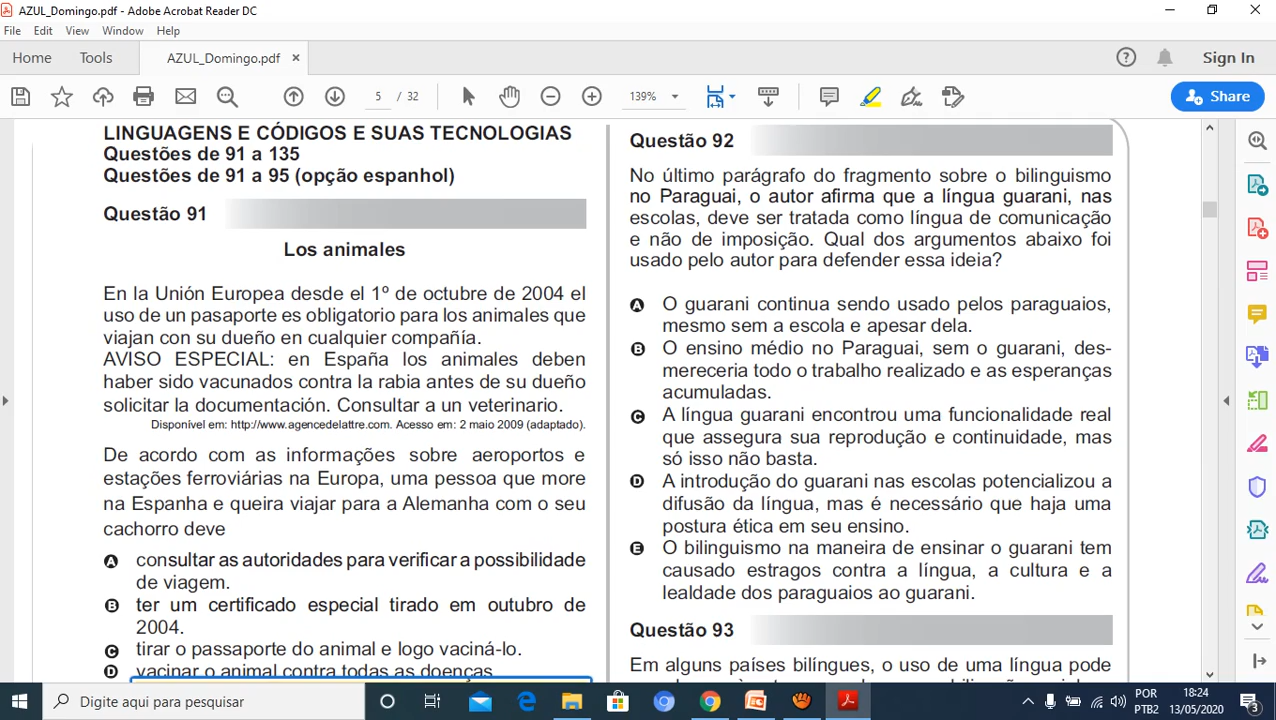 AZUL_Domingo.pdf - Adobe Acrobat Reader DC
File Edit View Window Help
Home Tools AZUL_Domingo.pdf × Sign In
5 / 32 139% Share
LINGUAGENS E CÓDIGOS E SUAS TECNOLOGIAS
Questões de 91 a 135
Questões de 91 a 95 (opção espanhol)
Questão 91
Los animales
En la Unión Europea desde el 1º de octubre de 2004 el
uso de un pasaporte es obligatorio para los animales que
viajan con su dueño en cualquier compañía.
AVISO ESPECIAL: en España los animales deben
haber sido vacunados contra la rabia antes de su dueño
solicitar la documentación. Consultar a un veterinario.
Disponível em: http://www.agencedelattre.com. Acesso em: 2 maio 2009 (adaptado).
De acordo com as informações sobre aeroportos e
estações ferroviárias na Europa, uma pessoa que more
na Espanha e queira viajar para a Alemanha com o seu
cachorro deve
A consultar as autoridades para verificar a possibilidade
de viagem.
B ter um certificado especial tirado em outubro de
2004.
C tirar o passaporte do animal e logo vaciná-lo.
D vacinar o animal contra todas as doenças
Questão 92
No último parágrafo do fragmento sobre o bilinguismo
no Paraguai, o autor afirma que a língua guarani, nas
escolas, deve ser tratada como língua de comunicação
e não de imposição. Qual dos argumentos abaixo foi
usado pelo autor para defender essa ideia?
A O guarani continua sendo usado pelos paraguaios,
mesmo sem a escola e apesar dela.
B O ensino médio no Paraguai, sem o guarani, des-
mereceria todo o trabalho realizado e as esperanças
acumuladas.
C A língua guarani encontrou uma funcionalidade real
que assegura sua reprodução e continuidade, mas
só isso não basta.
D A introdução do guarani nas escolas potencializou a
difusão da língua, mas é necessário que haja uma
postura ética em seu ensino.
E O bilinguismo na maneira de ensinar o guarani tem
causado estragos contra a língua, a cultura e a
lealdade dos paraguaios ao guarani.
Questão 93
Em alguns países bilíngues, o uso de uma língua pode
Digite aqui para pesquisar
POR 18:24
PTB2 13/05/2020 3